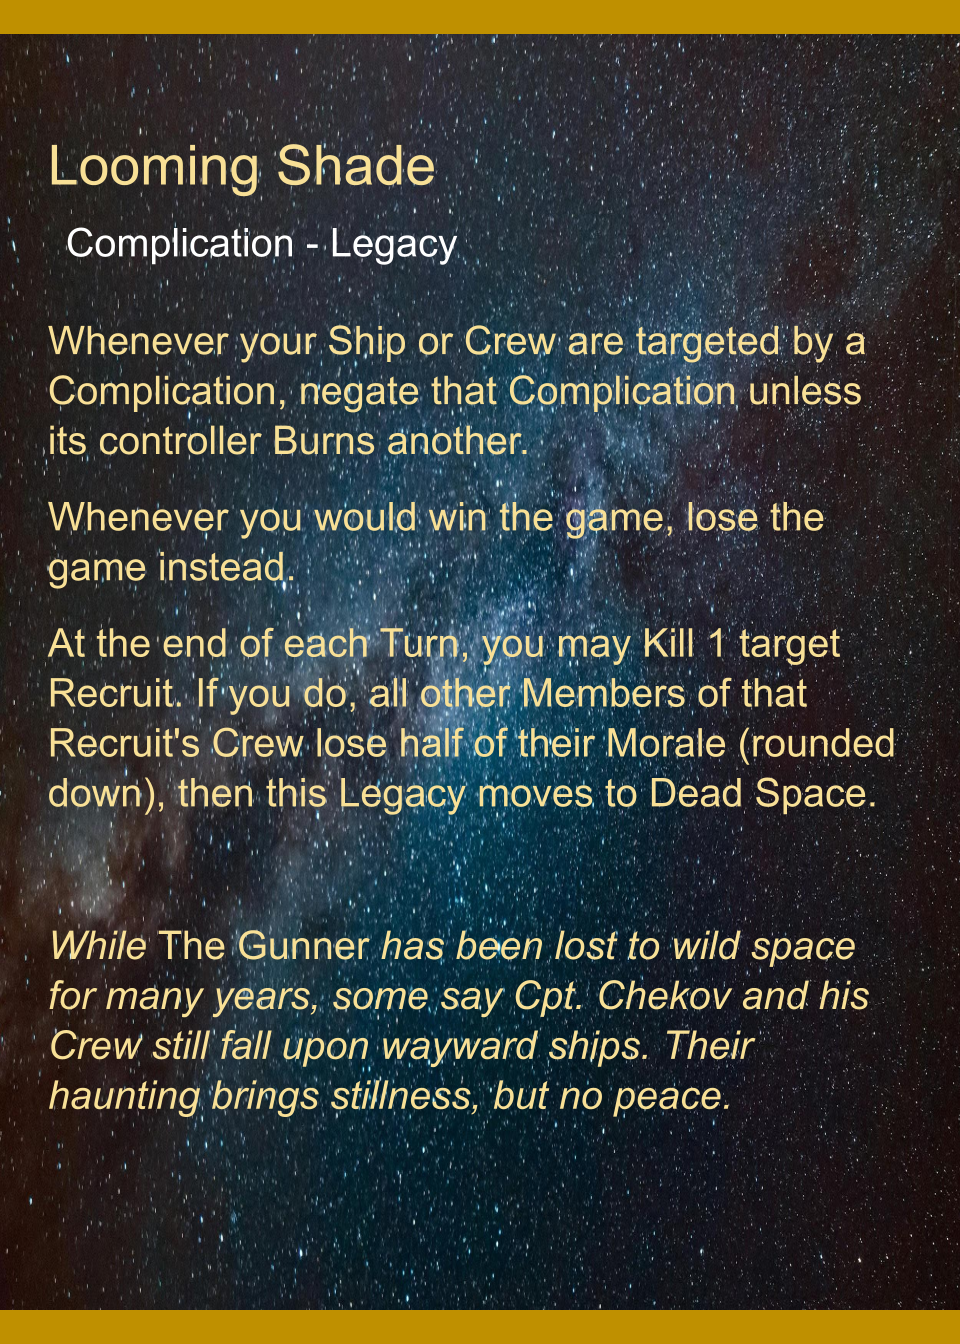 Looming Shade
Complication - Legacy
Whenever your Ship or Crew are targeted by a
Complication, negate that Complication unless
its controller Burns another.
Whenever you would win the game, lose the
game instead.
At the end of each Turn, you may Kill 1 target
Recruit. If you do, all other Members of that
Recruit's Crew lose half of their Morale (rounded
down), then this Legacy moves to Dead Space.
While The Gunner has been lost to wild space
for many years, some say Cpt. Chekov and his
Crew still fall upon wayward ships. Their
haunting brings stillness, but no peace.